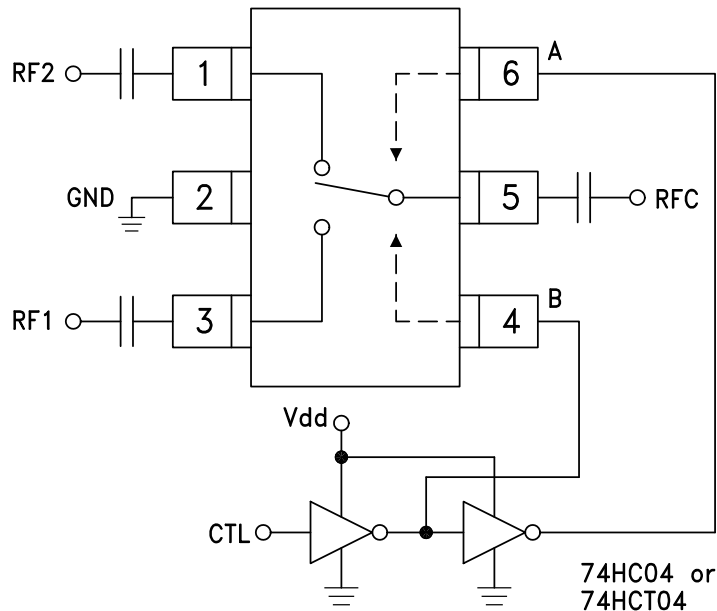 RF2 1 6 A
GND 2 5 RFC
RF1 3 4 B
Vdd
CTL
74HC04 or
74HCT04